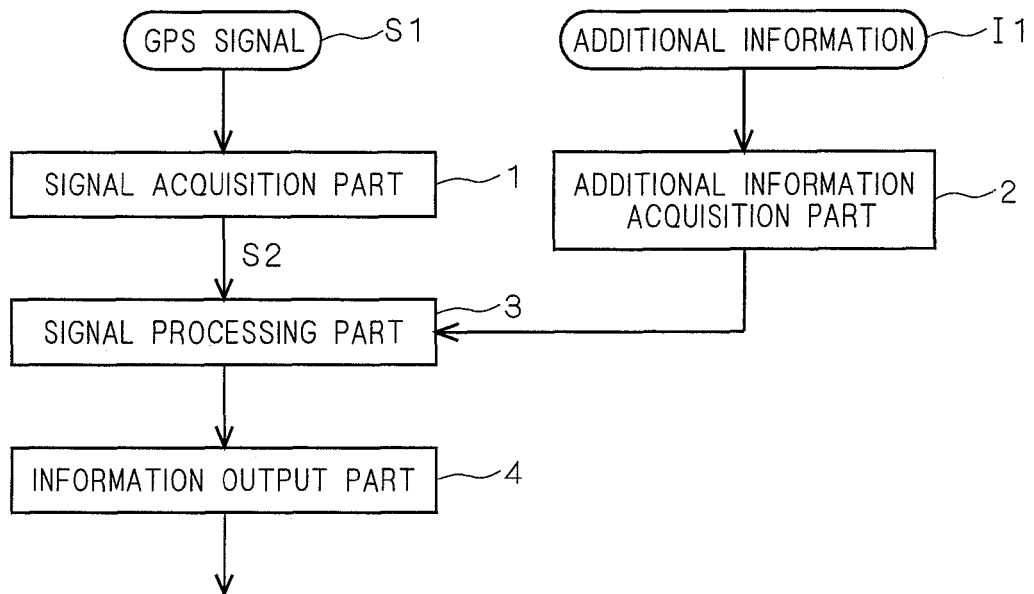 GPS SIGNAL
S1
ADDITIONAL INFORMATION
I1
SIGNAL ACQUISITION PART
1
ADDITIONAL INFORMATION
ACQUISITION PART
2
S2
SIGNAL PROCESSING PART
3
INFORMATION OUTPUT PART
4